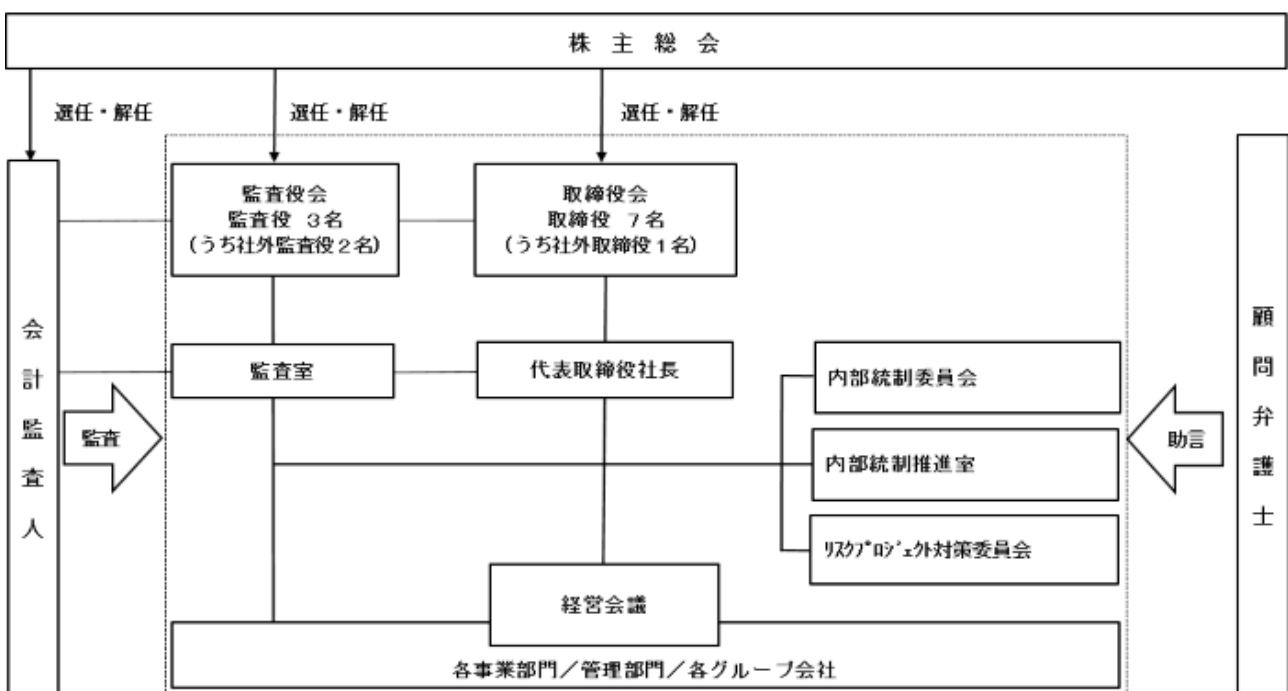 株主総会
選任・解任
選任・解任
選任・解任
会計監査人
監査役会
監査役 3名
(うち社外監査役2名)
取締役会
取締役 7名
(うち社外取締役1名)
顧問弁護士
監査室
代表取締役社長
内部統制委員会
監査
助言
内部統制推進室
ﾘｽｸﾌﾟﾛｼﾞｪｸﾄ対策委員会
経営会議
各事業部門／管理部門／各グループ会社